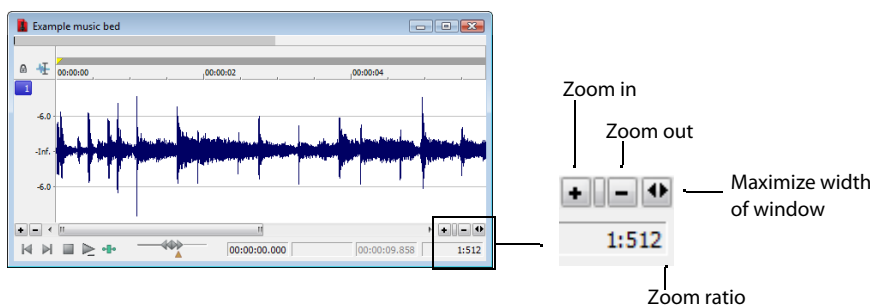 Example music bed
00:00:00 00:00:02 00:00:04
1
-6.0
-Inf.
-6.0
00:00:00.000 00:00:09.858 1:512
Zoom in
Zoom out
Maximize width
of window
1:512
Zoom ratio